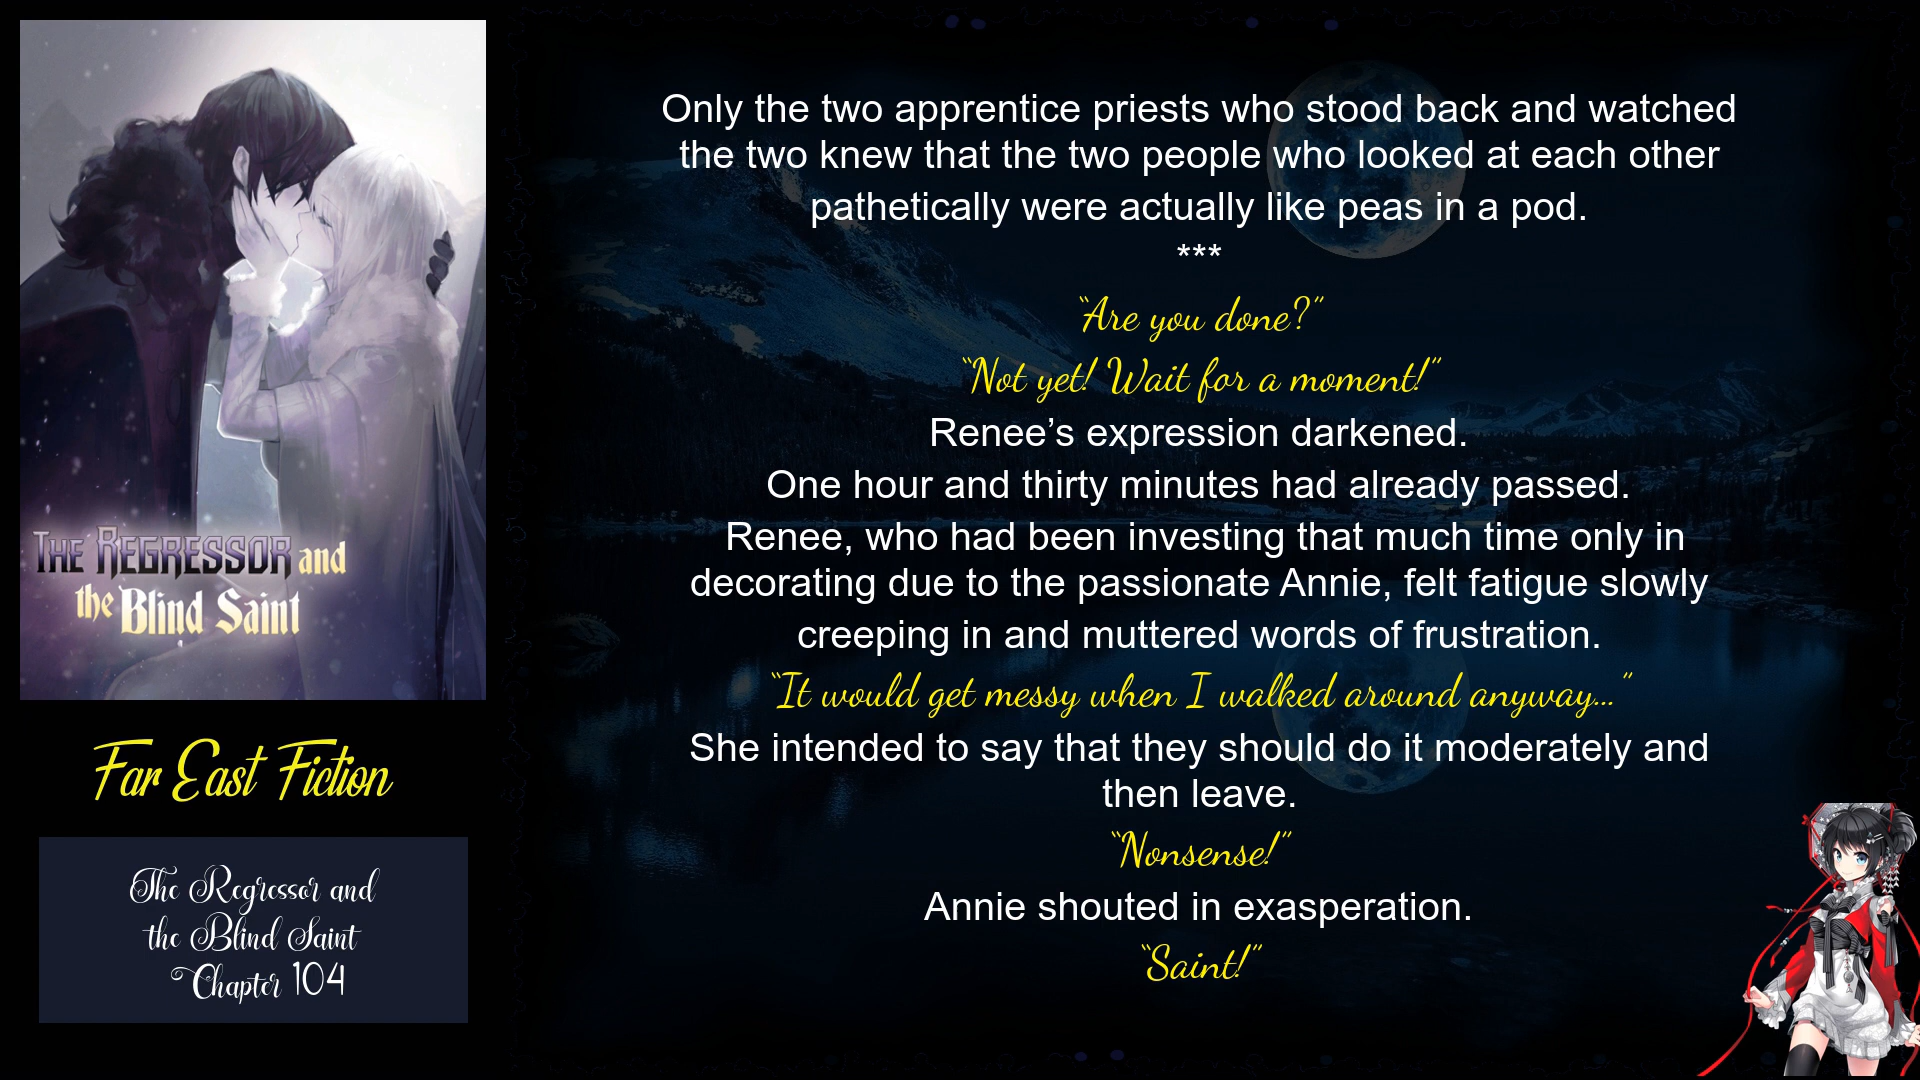 THE REGRESSOR and
the Blind Saint
Far East Fiction
The Regressor and
the Blind Saint
Chapter 104
Only the two apprentice priests who stood back and watched
the two knew that the two people who looked at each other
pathetically were actually like peas in a pod.
***
“Are you done?”
“Not yet! Wait for a moment!”
Renee’s expression darkened.
One hour and thirty minutes had already passed.
Renee, who had been investing that much time only in
decorating due to the passionate Annie, felt fatigue slowly
creeping in and muttered words of frustration.
“It would get messy when I walked around anyway…”
She intended to say that they should do it moderately and
then leave.
“Nonsense!”
Annie shouted in exasperation.
“Saint!”